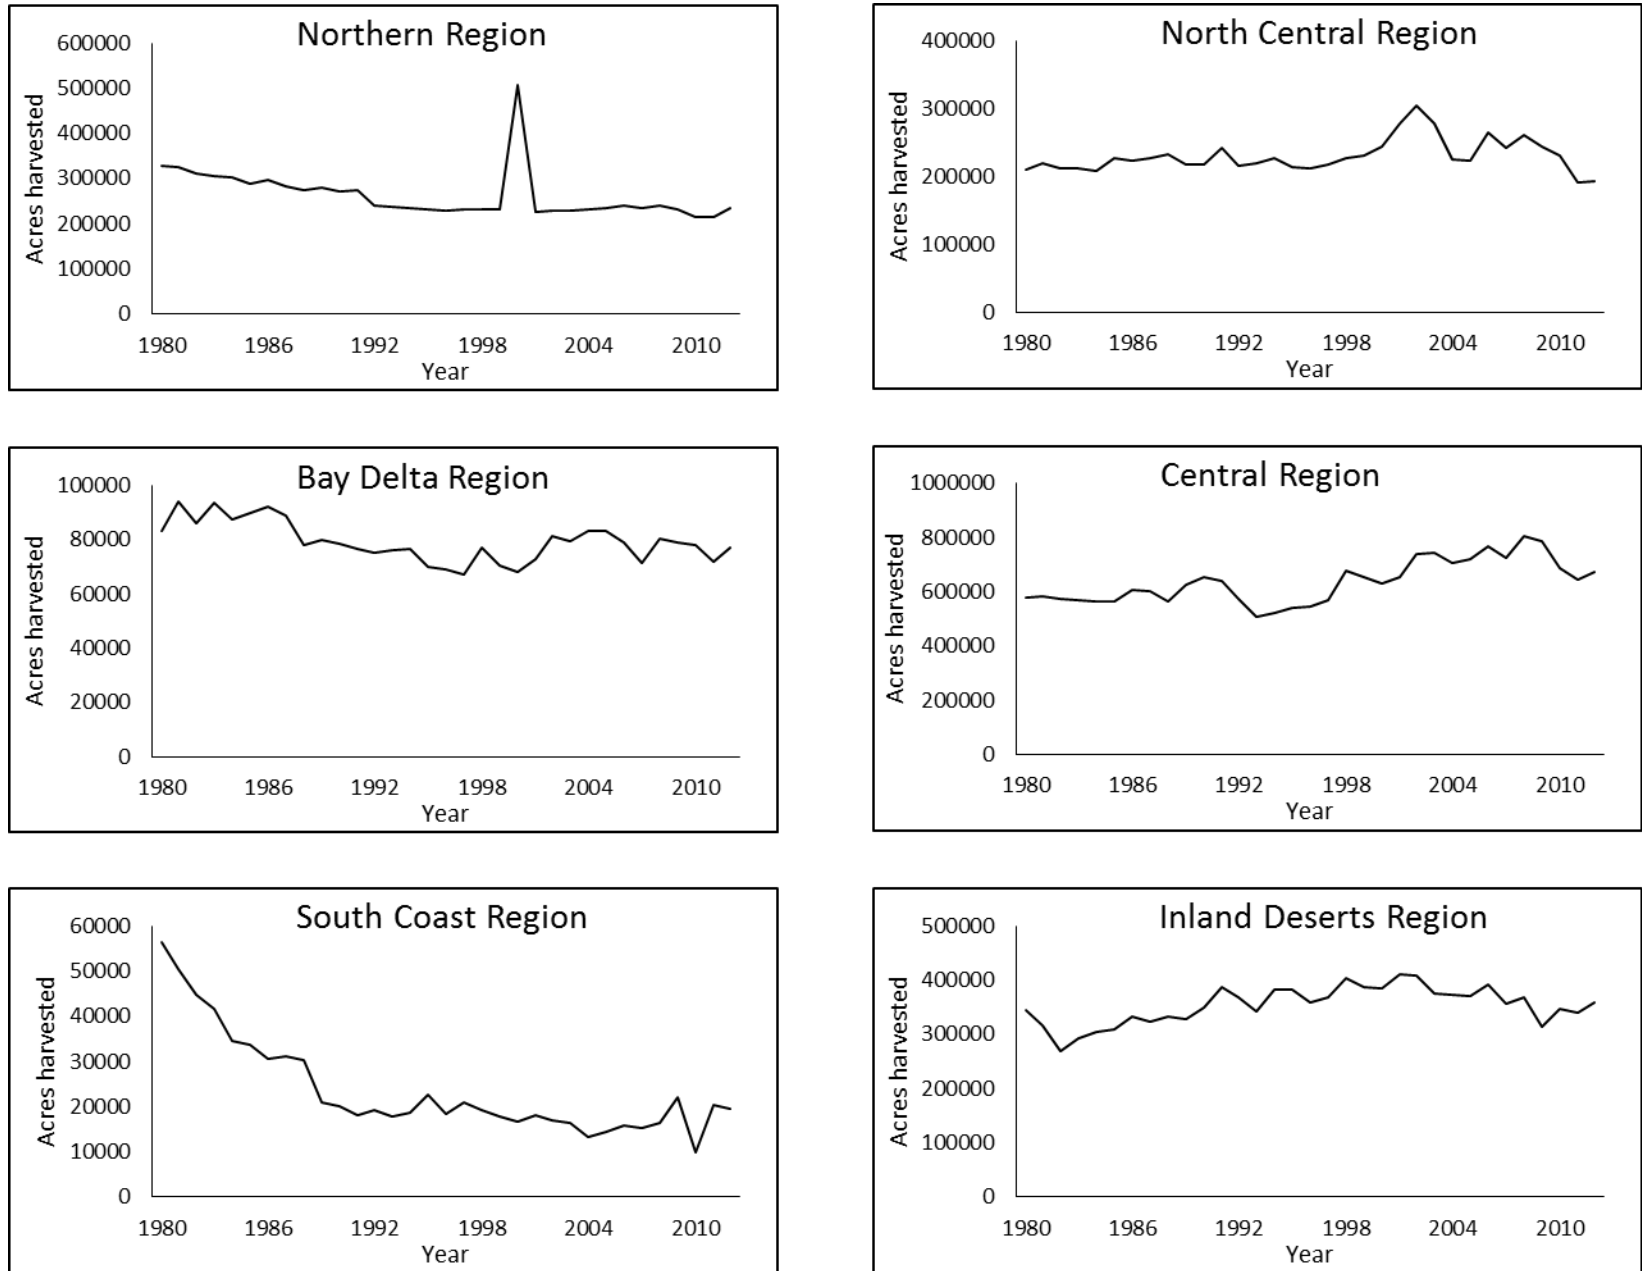 Northern Region
Acres harvested
600000
500000
400000
300000
200000
100000
0
1980 1986 1992 1998 2004 2010
Year
North Central Region
Acres harvested
400000
300000
200000
100000
0
1980 1986 1992 1998 2004 2010
Year
Bay Delta Region
Acres harvested
100000
80000
60000
40000
20000
0
1980 1986 1992 1998 2004 2010
Year
Central Region
Acres harvested
1000000
800000
600000
400000
200000
0
1980 1986 1992 1998 2004 2010
Year
South Coast Region
Acres harvested
60000
50000
40000
30000
20000
10000
0
1980 1986 1992 1998 2004 2010
Year
Inland Deserts Region
Acres harvested
500000
400000
300000
200000
100000
0
1980 1986 1992 1998 2004 2010
Year